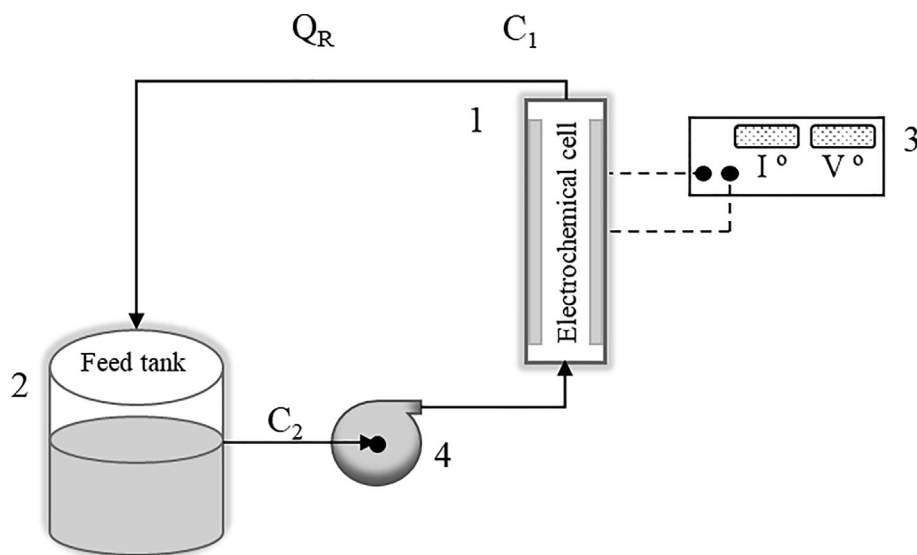 Q_R
C_1
1
Electrochemical cell
3
I º
V º
Feed tank
2
C_2
4